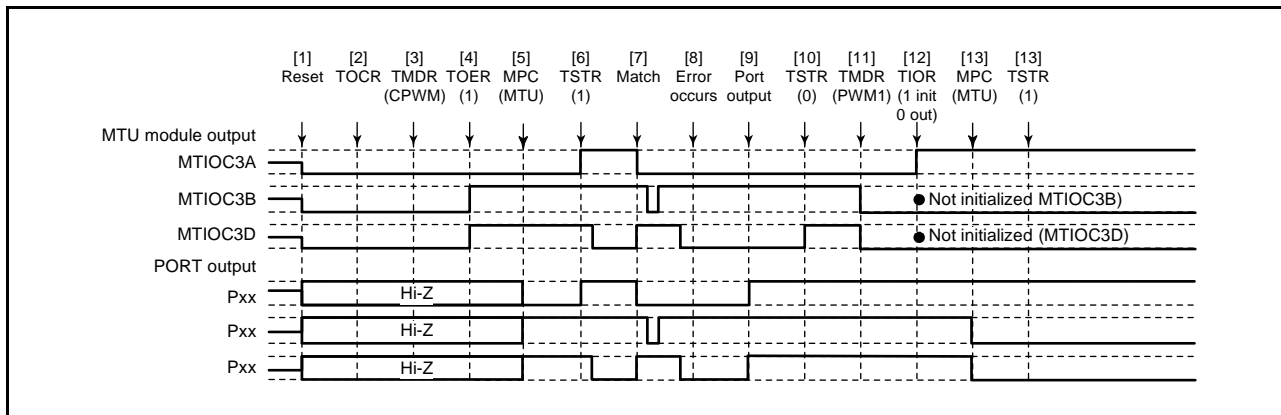 [1] [2] [3] [4] [5] [6] [7] [8] [9] [10] [11] [12] [13] [13]
Reset TOCR TMDR TOER MPC TSTR Match Error Port TSTR TMDR TIOR MPC TSTR
(CPWM) (1) (MTU) (1) occurs output (0) (PWM1) (1 init (MTU) (1)
0 out)
MTU module output
MTIOC3A
MTIOC3B
Not initialized MTIOC3B)
MTIOC3D
Not initialized (MTIOC3D)
PORT output
Pxx
Hi-Z
Pxx
Hi-Z
Pxx
Hi-Z